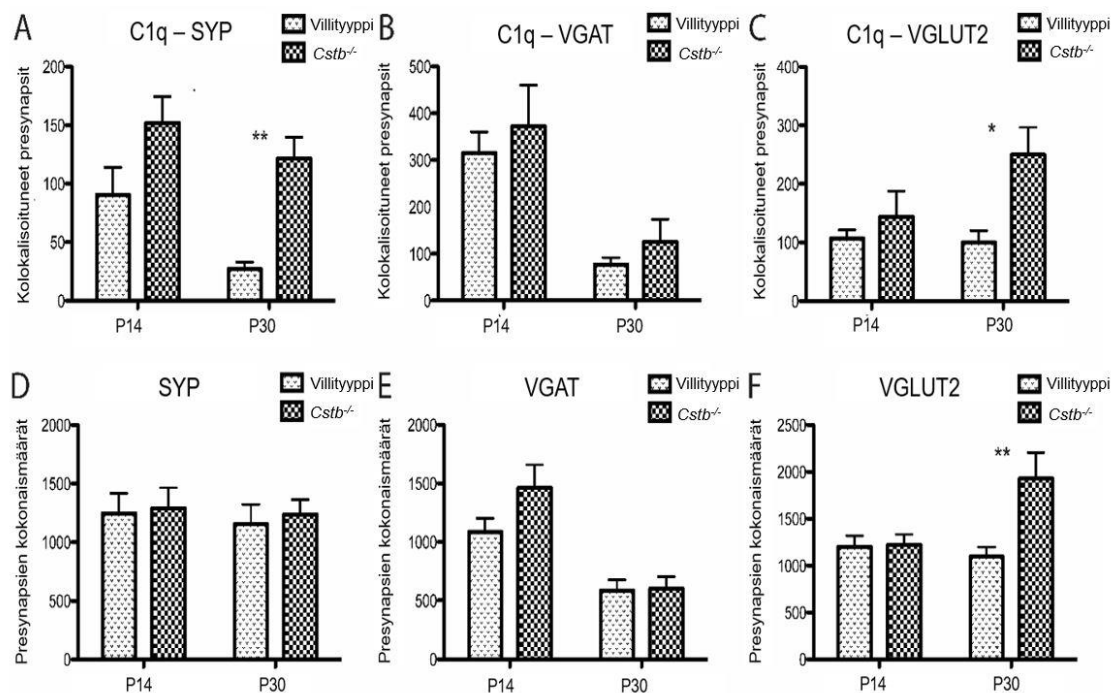 A
C1q – SYP
Villityyppi
Cstb-/-
Kolokalisoituneet presynapsit
200
150
100
50
0
**
P14
P30
B
C1q – VGAT
Villityyppi
Cstb-/-
Kolokalisoituneet presynapsit
500
400
300
200
100
0
P14
P30
C
C1q – VGLUT2
Villityyppi
Cstb-/-
Kolokalisoituneet presynapsit
400
300
200
100
0
*
P14
P30
D
SYP
Villityyppi
Cstb-/-
Presynapsien kokonaismäärät
2000
1500
1000
500
0
P14
P30
E
VGAT
Villityyppi
Cstb-/-
Presynapsien kokonaismäärät
2000
1500
1000
500
0
P14
P30
F
VGLUT2
Villityyppi
Cstb-/-
Presynapsien kokonaismäärät
2500
2000
1500
1000
500
0
**
P14
P30